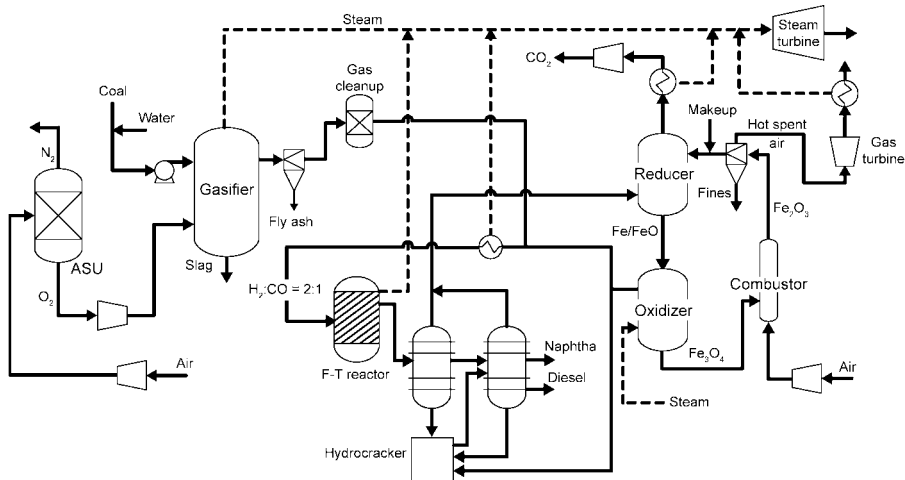 Steam
Steam
turbine
CO2
Gas
cleanup
Coal
Water
Makeup
Hot spent
air
Gas
turbine
N2
Gasifier
Reducer
Fly ash
Fines
Fe2O3
Fe/FeO
ASU
Slag
O2
H2:CO = 2:1
Combustor
Oxidizer
Naphtha
Fe3O4
Air
F-T reactor
Diesel
Air
Steam
Hydrocracker